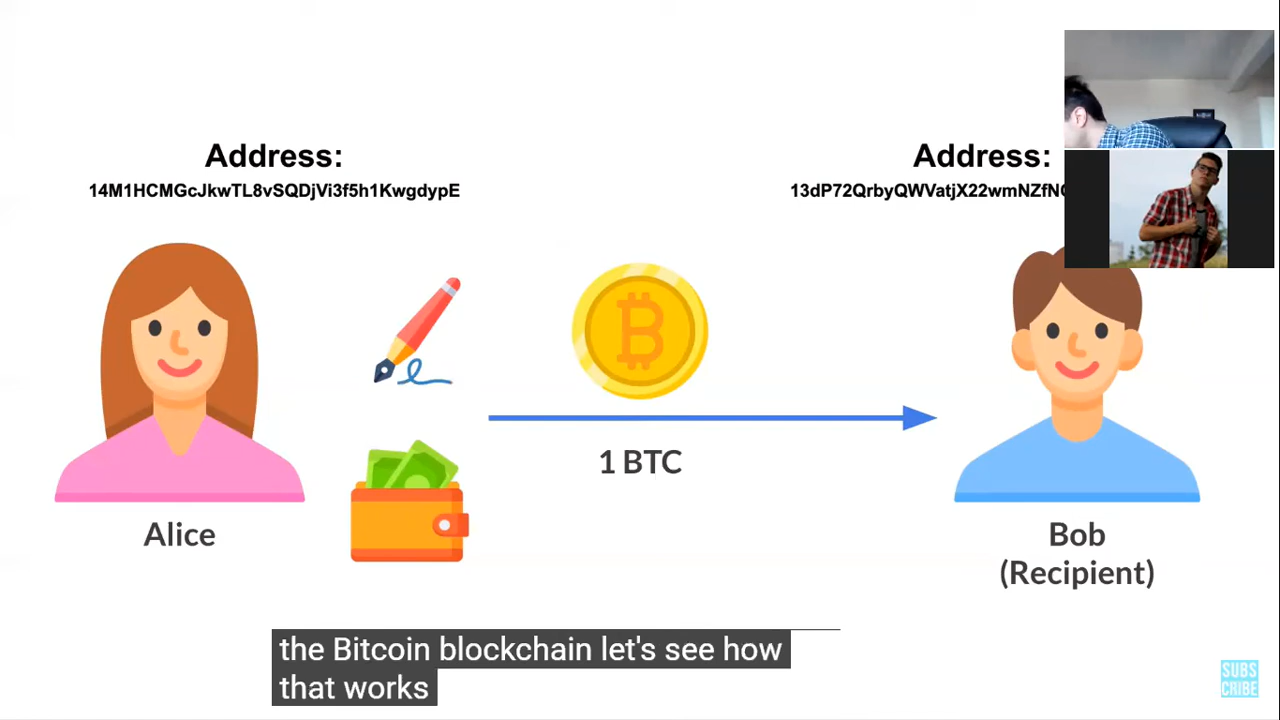 Address:
14M1HCMGcJkwTL8vSQDjVi3f5h1KwgdypE
Address:
Alice
1 BTC
Bob
(Recipient)
the Bitcoin blockchain let's see how
that works
SUBS
CRIBE